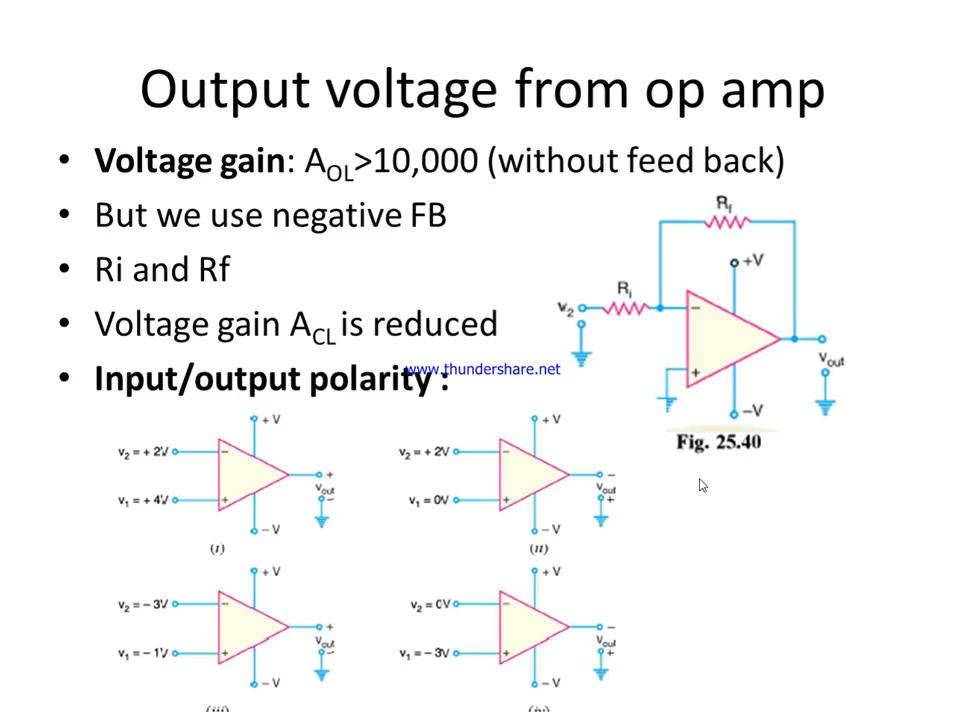 Output voltage from op amp
• Voltage gain: AOL>10,000 (without feed back)
• But we use negative FB
• Ri and Rf
• Voltage gain ACL is reduced
• Input/output polarity :
www.thundershare.net
Rf
+V
Ri
v2
−
+
vout
−V
Fig. 25.40
+ V
v2 = + 2V
−
+
vout
v1 = + 4V
+
−
− V
(i)
+ V
v2 = + 2V
−
−
vout
v1 = 0V
+
+
− V
(ii)
+ V
v2 = − 3V
−
+
vout
v1 = − 1V
+
−
− V
(iii)
+ V
v2 = 0V
−
−
vout
v1 = − 3V
+
+
− V
(iv)